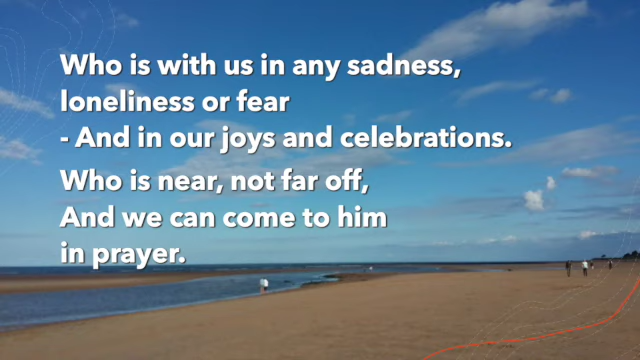 Who is with us in any sadness,
loneliness or fear
- And in our joys and celebrations.
Who is near, not far off,
And we can come to him
in prayer.